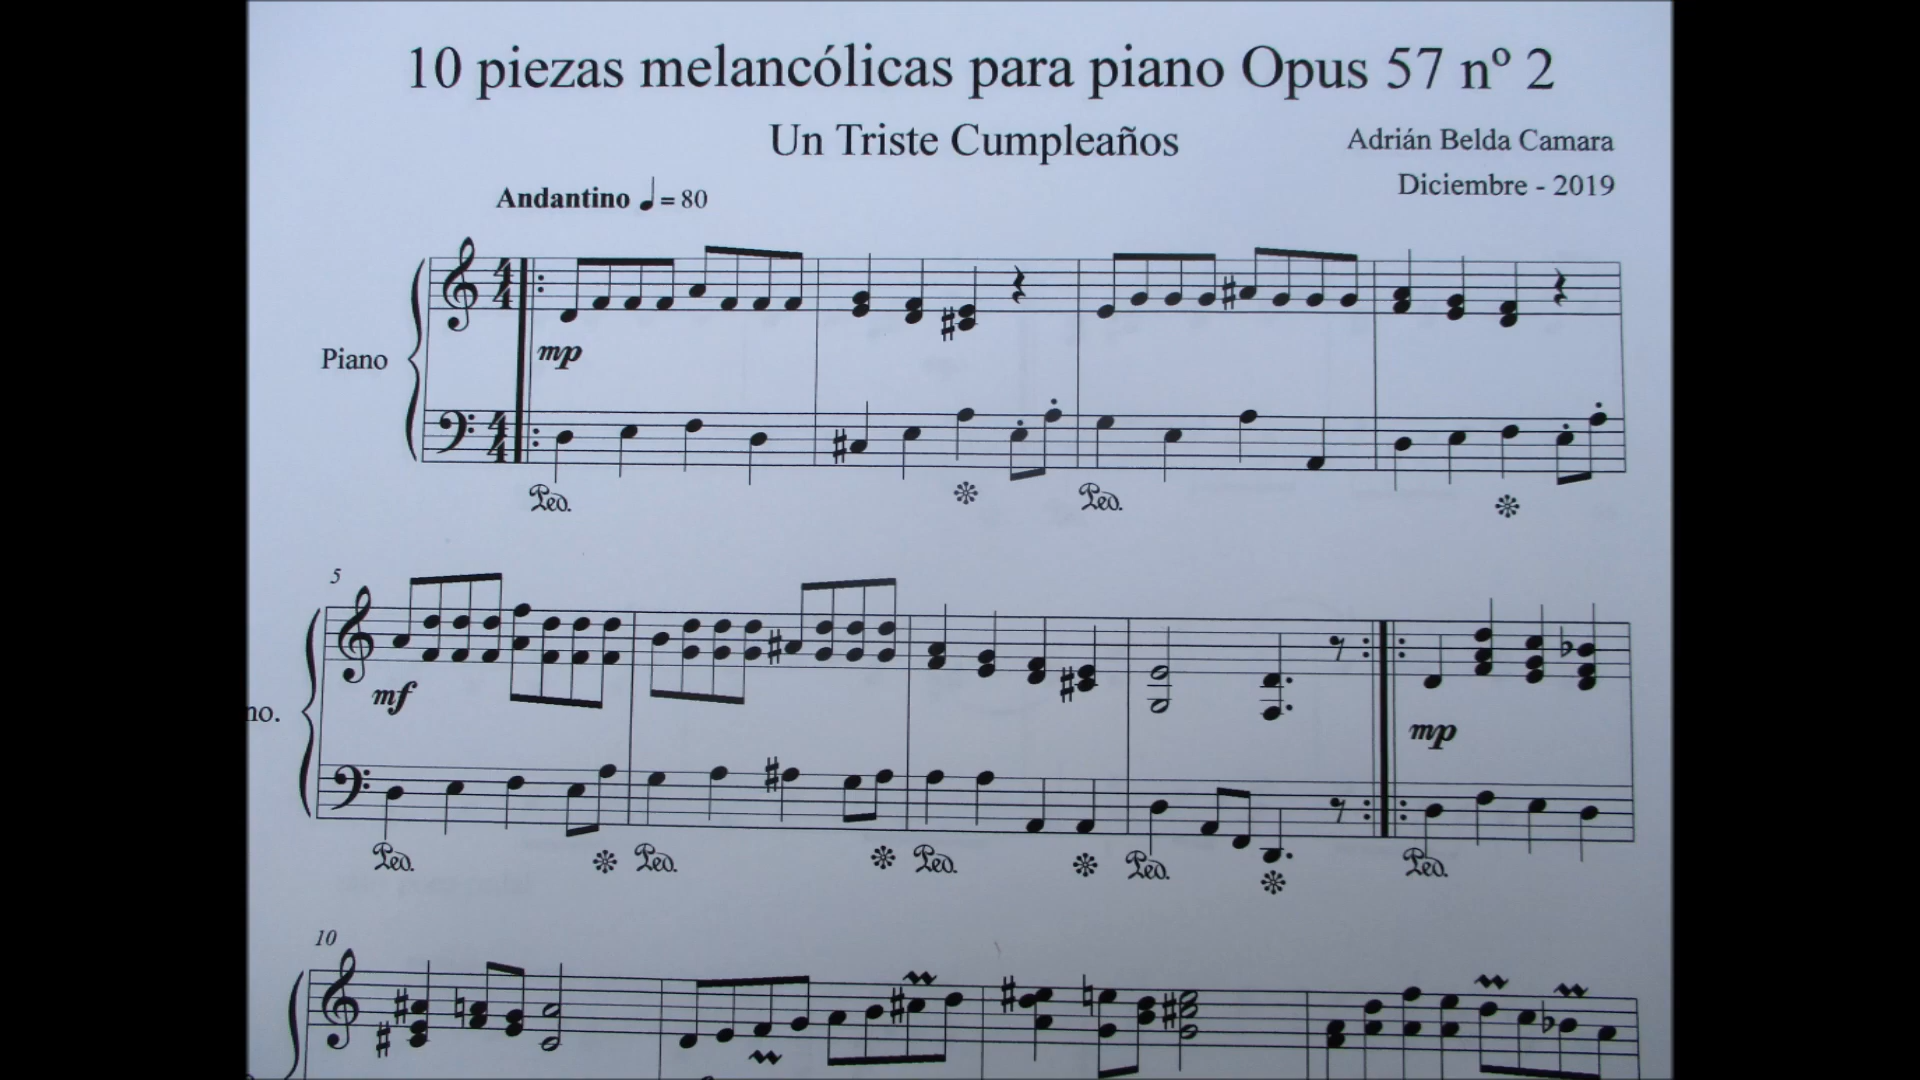 10 piezas melancólicas para piano Opus 57 nº 2
Un Triste Cumpleaños
Adrián Belda Camara
Diciembre - 2019
Andantino ♩ = 80
Piano
mp
Ped.
Ped.
5
mf
no.
mp
Ped.
Ped.
Ped.
Ped.
Ped.
10